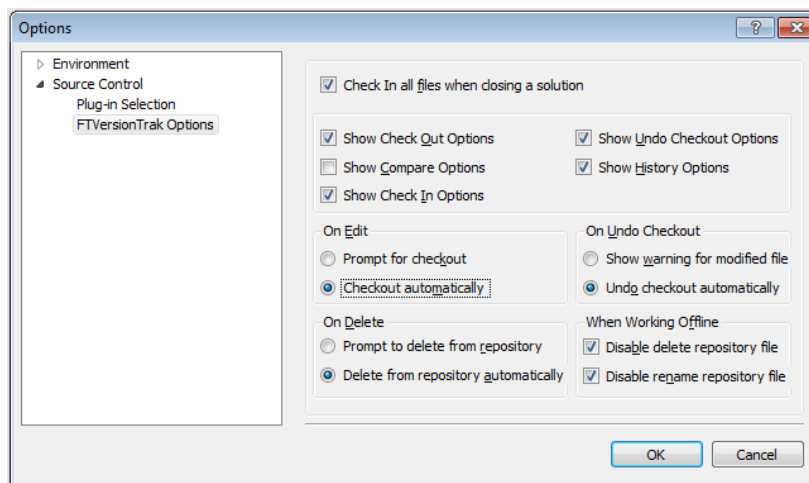 Options
Environment
Source Control
Plug-in Selection
FTVersionTrak Options
Check In all files when closing a solution
Show Check Out Options
Show Undo Checkout Options
Show Compare Options
Show History Options
Show Check In Options
On Edit
Prompt for checkout
Checkout automatically
On Undo Checkout
Show warning for modified file
Undo checkout automatically
On Delete
Prompt to delete from repository
Delete from repository automatically
When Working Offline
Disable delete repository file
Disable rename repository file
OK
Cancel